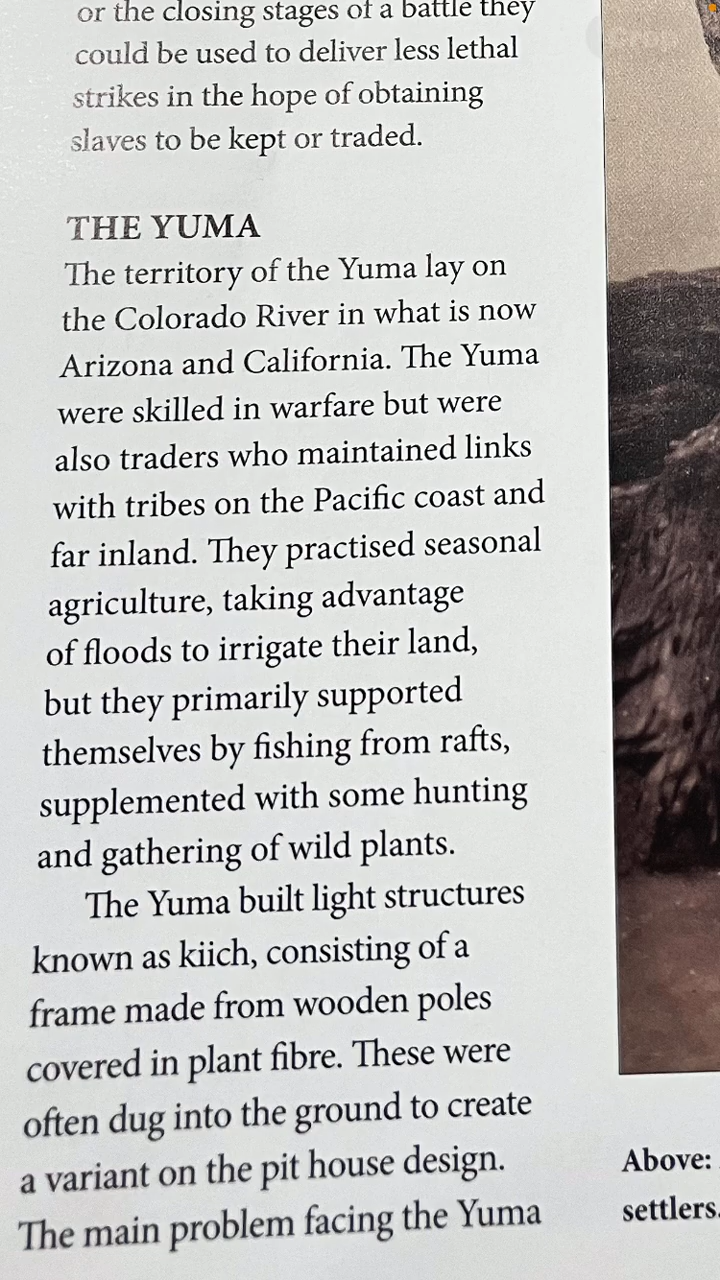 or the closing stages of a battle they
could be used to deliver less lethal
strikes in the hope of obtaining
slaves to be kept or traded.
THE YUMA
The territory of the Yuma lay on
the Colorado River in what is now
Arizona and California. The Yuma
were skilled in warfare but were
also traders who maintained links
with tribes on the Pacific coast and
far inland. They practised seasonal
agriculture, taking advantage
of floods to irrigate their land,
but they primarily supported
themselves by fishing from rafts,
supplemented with some hunting
and gathering of wild plants.
The Yuma built light structures
known as kiich, consisting of a
frame made from wooden poles
covered in plant fibre. These were
often dug into the ground to create
a variant on the pit house design.
The main problem facing the Yuma
Above:
settlers.